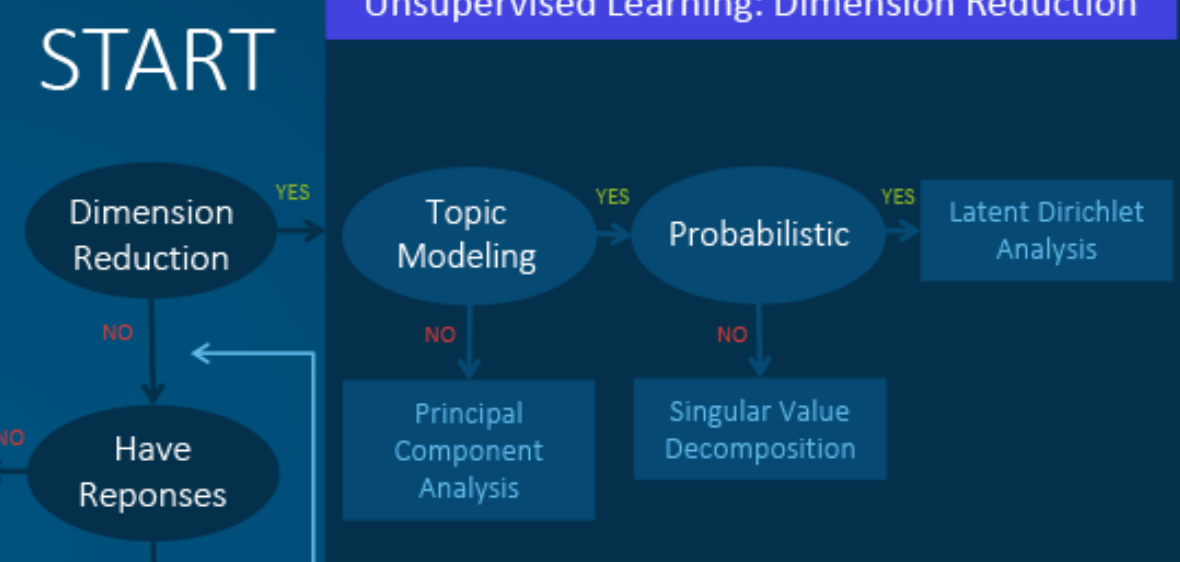 Unsupervised Learning: Dimension Reduction
START
Dimension
Reduction
YES
Topic
Modeling
YES
Probabilistic
YES
Latent Dirichlet
Analysis
NO
NO
NO
Principal
Component
Analysis
Singular Value
Decomposition
NO
Have
Reponses